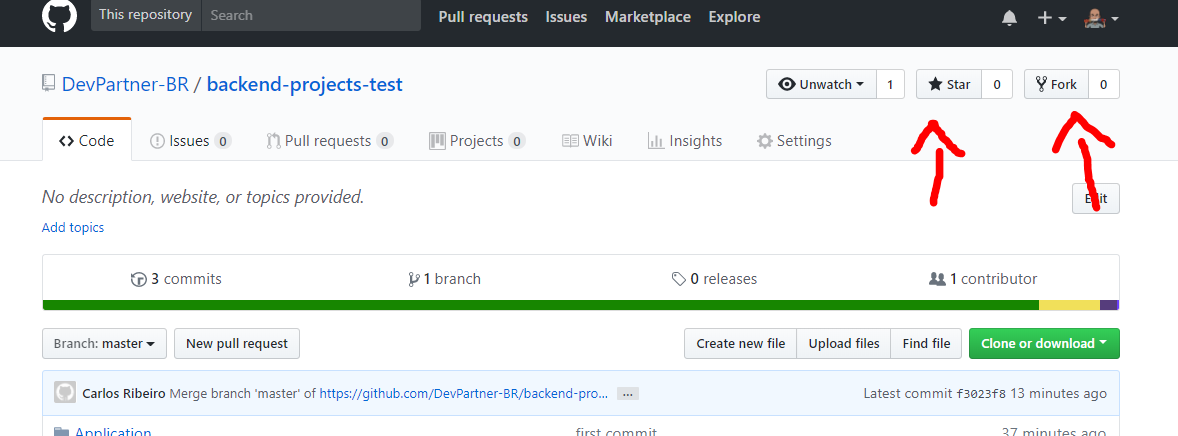 This repository Search Pull requests Issues Marketplace Explore
DevPartner-BR / backend-projects-test Unwatch 1 Star 0 Fork 0
Code Issues 0 Pull requests 0 Projects 0 Wiki Insights Settings
No description, website, or topics provided. Edit
Add topics
3 commits 1 branch 0 releases 1 contributor
Branch: master New pull request Create new file Upload files Find file Clone or download
Carlos Ribeiro Merge branch 'master' of https://github.com/DevPartner-BR/backend-pro... ... Latest commit f3023f8 13 minutes ago
Application first commit 37 minutes ago